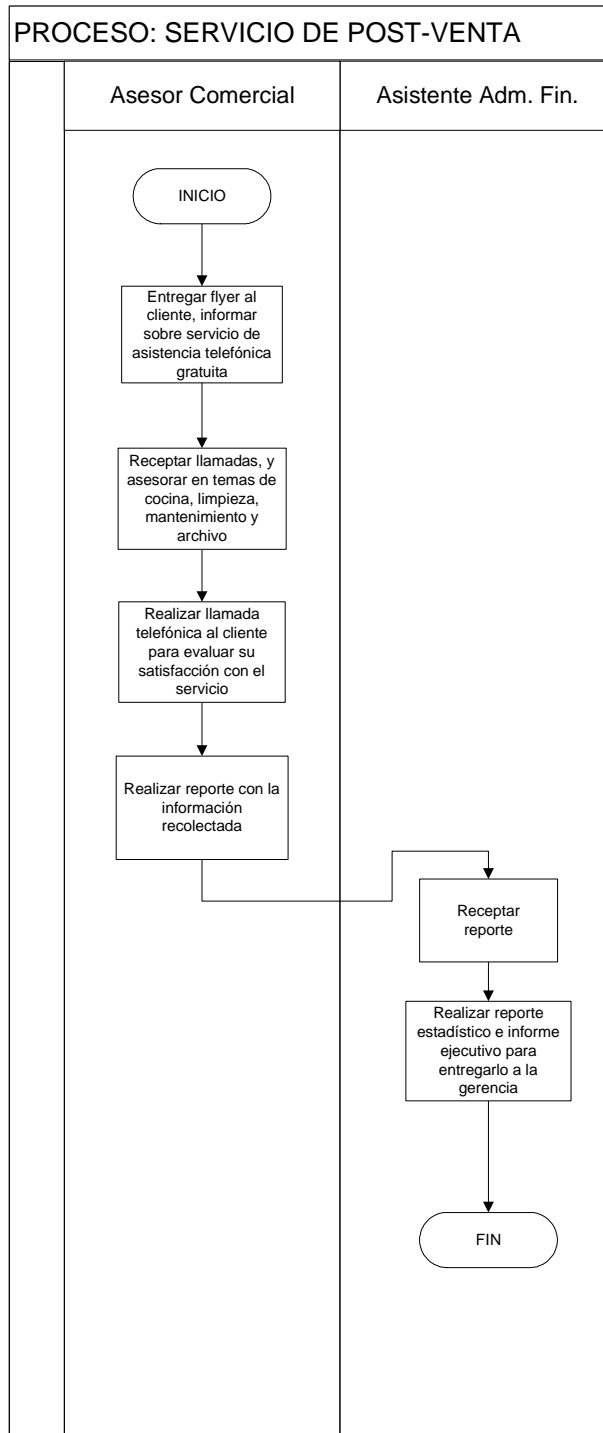 PROCESO: SERVICIO DE POST-VENTA
Asesor Comercial
Asistente Adm. Fin.
INICIO
Entregar flyer al
cliente, informar
sobre servicio de
asistencia telefónica
gratuita
Receptar llamadas, y
asesorar en temas de
cocina, limpieza,
mantenimiento y
archivo
Realizar llamada
telefónica al cliente
para evaluar su
satisfacción con el
servicio
Realizar reporte con la
información
recolectada
Receptar
reporte
Realizar reporte
estadístico e informe
ejecutivo para
entregarlo a la
gerencia
FIN